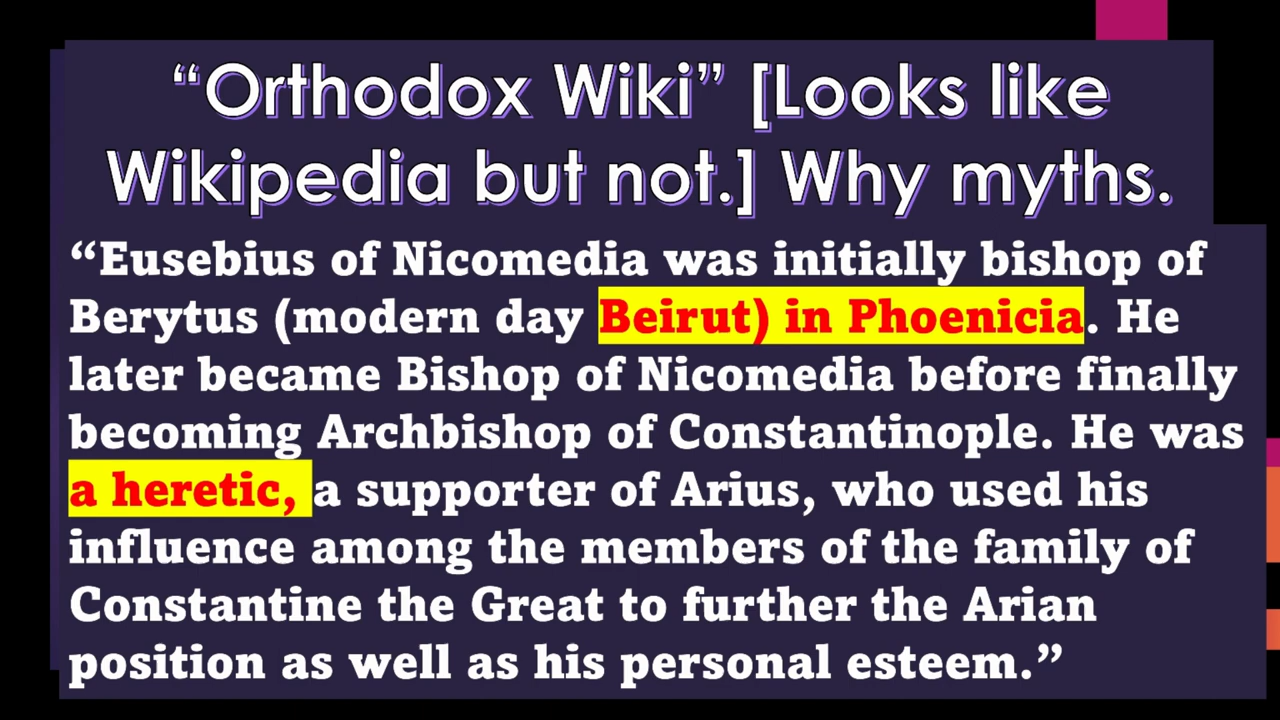 “Orthodox Wiki” [Looks like
Wikipedia but not.] Why myths.
“Eusebius of Nicomedia was initially bishop of
Berytus (modern day Beirut) in Phoenicia. He
later became Bishop of Nicomedia before finally
becoming Archbishop of Constantinople. He was
a heretic, a supporter of Arius, who used his
influence among the members of the family of
Constantine the Great to further the Arian
position as well as his personal esteem.”